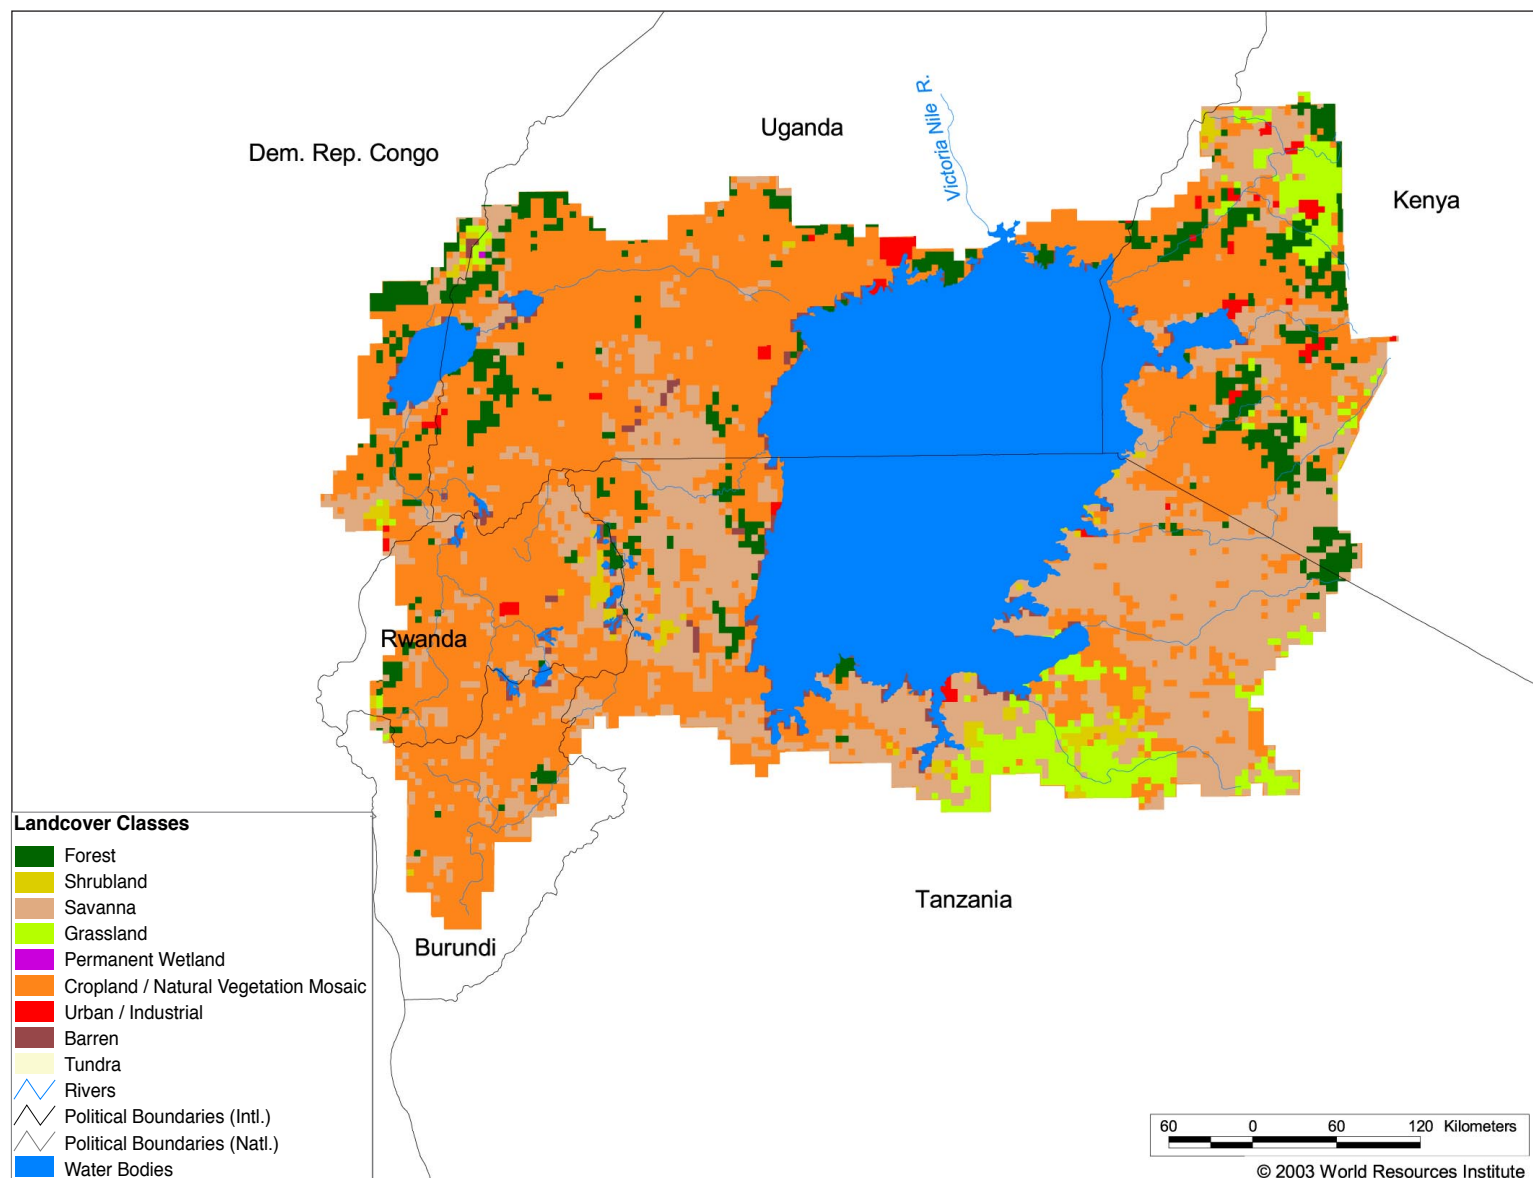 Victoria Nile R.
Uganda
Dem. Rep. Congo
Kenya
Rwanda
Tanzania
Burundi
Landcover Classes
Forest
Shrubland
Savanna
Grassland
Permanent Wetland
Cropland / Natural Vegetation Mosaic
Urban / Industrial
Barren
Tundra
Rivers
Political Boundaries (Intl.)
Political Boundaries (Natl.)
Water Bodies
60 0 60 120 Kilometers
© 2003 World Resources Institute